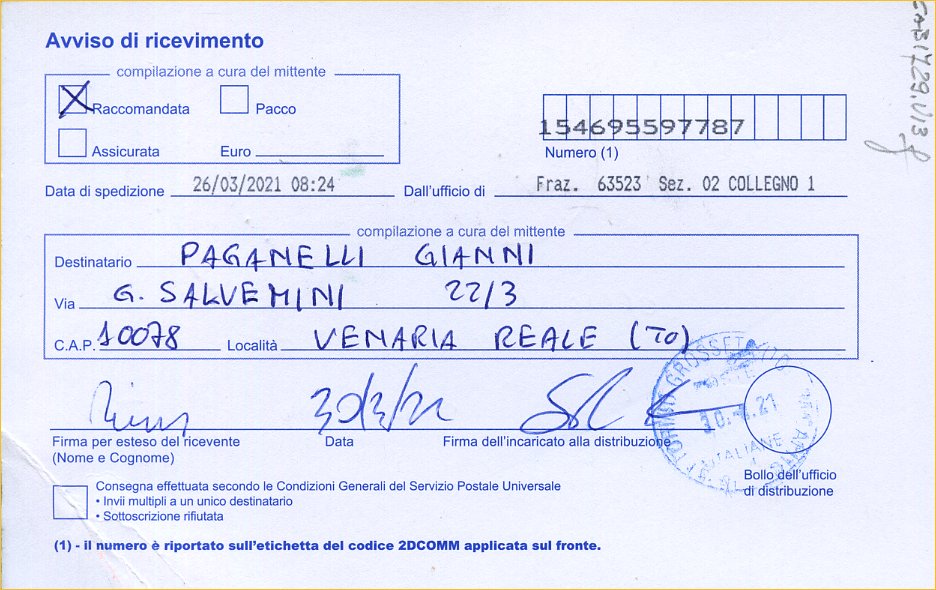 Avviso di ricevimento
compilazione a cura del mittente
Raccomandata Pacco
Assicurata Euro
154695597787
Numero (1)
Data di spedizione 26/03/2021 08:24 Dall'ufficio di Fraz. 63523 Sez. 02 COLLEGNO 1
compilazione a cura del mittente
Destinatario PAGANELLI GIANNI
Via G. SALVEMINI 22/3
C.A.P. 10078 Località VENARIA REALE (TO)
Firma per esteso del ricevente Data Firma dell'incaricato alla distribuzione
(Nome e Cognome)
POSTE
ITALIANE
Bollo dell'ufficio
di distribuzione
Consegna effettuata secondo le Condizioni Generali del Servizio Postale Universale
• Invii multipli a un unico destinatario
• Sottoscrizione rifiutata
(1) - il numero è riportato sull'etichetta del codice 2DCOMM applicata sul fronte.